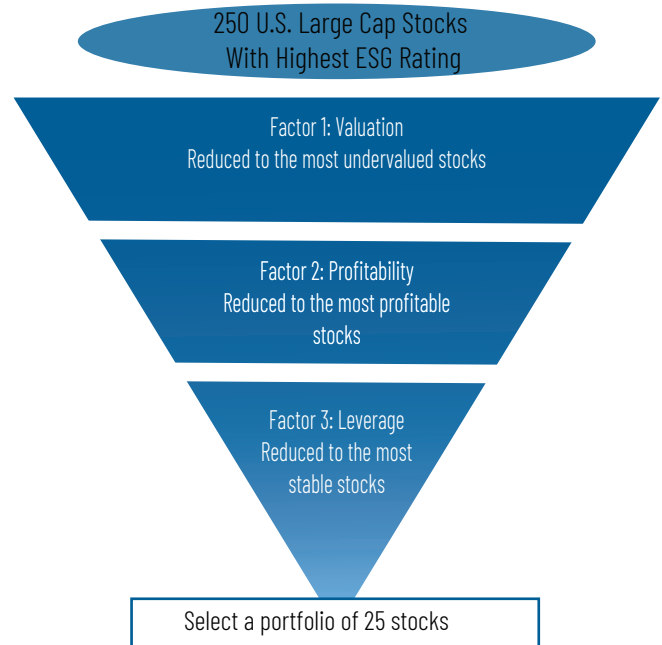 250 U.S. Large Cap Stocks
With Highest ESG Rating
Factor 1: Valuation
Reduced to the most undervalued stocks
Factor 2: Profitability
Reduced to the most profitable
stocks
Factor 3: Leverage
Reduced to the most
stable stocks
Select a portfolio of 25 stocks